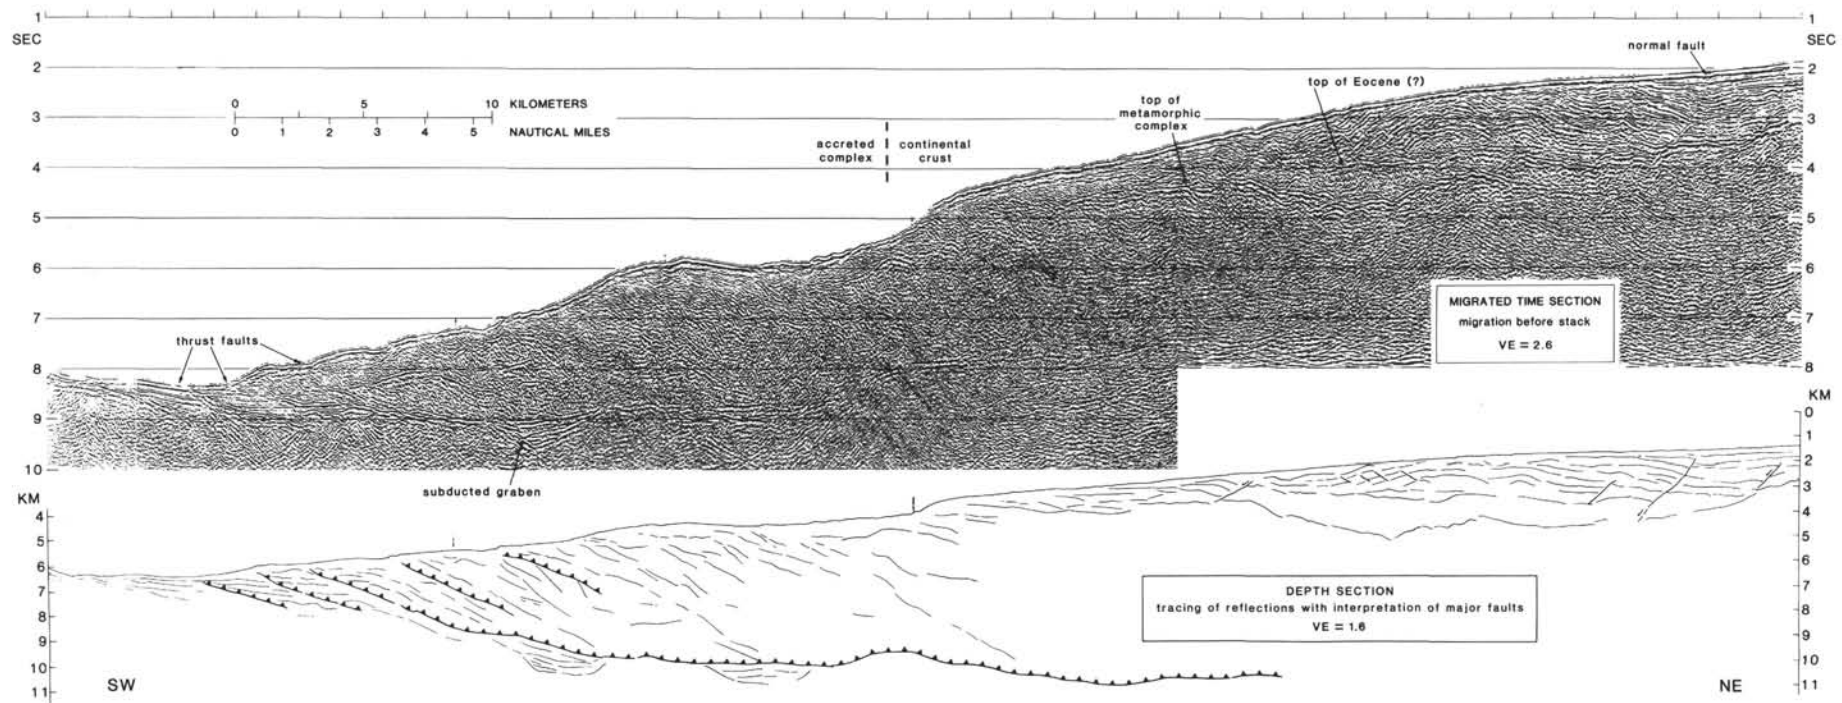 1 1
SEC SEC
normal fault
2 2
top of Eocene (?)
0 5 10 KILOMETERS
top of
metamorphic
complex
3 3
0 1 2 3 4 5 NAUTICAL MILES
accreted continental
complex crust
4 4
5 5
6 6
MIGRATED TIME SECTION
migration before stack
VE = 2.6
7 7
thrust faults
8 8
KM
9
0
1
10
2
subducted graben
KM
3
4 4
5 5
6 6
7 7
DEPTH SECTION
tracing of reflections with interpretation of major faults
VE = 1.6
8 8
9 9
10 10
11 SW NE 11